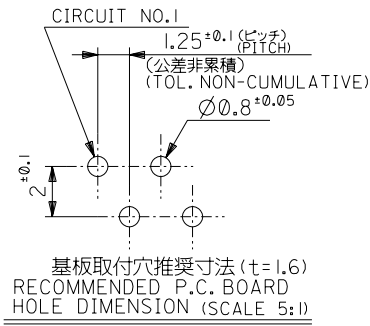 CIRCUIT NO.1
1.25±0.1 (ピッチ)
(PITCH)
(公差非累積)
(TOL. NON-CUMULATIVE)
Ø0.8±0.05
2±0.1
基板取付穴推奨寸法 (t=1.6)
RECOMMENDED P.C. BOARD
HOLE DIMENSION (SCALE 5:1)